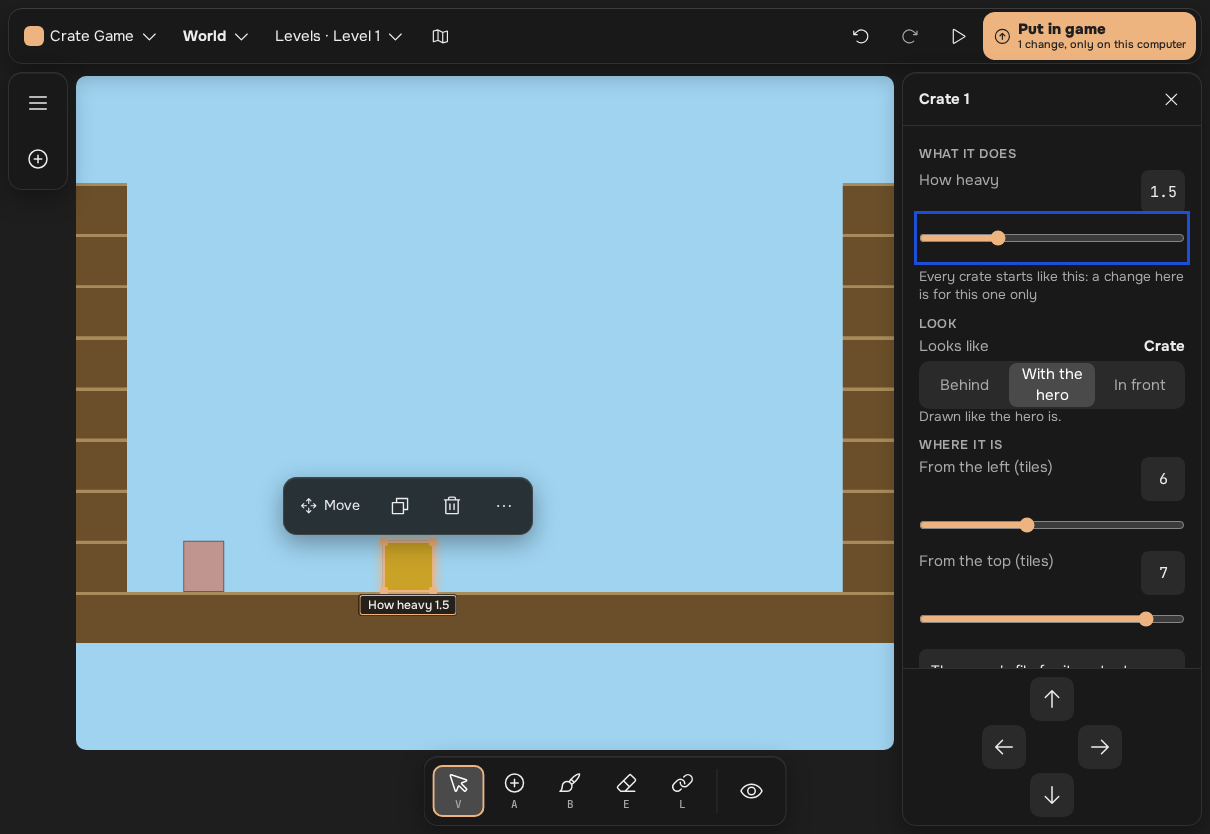 Crate Game
World
Levels · Level 1
Put in game
1 change, only on this computer
Crate 1
WHAT IT DOES
How heavy
1.5
Every crate starts like this: a change here
is for this one only
LOOK
Looks like
Crate
Behind
With the
hero
In front
Drawn like the hero is.
WHERE IT IS
From the left (tiles)
6
From the top (tiles)
7
Move
How heavy 1.5
V
A
B
E
L